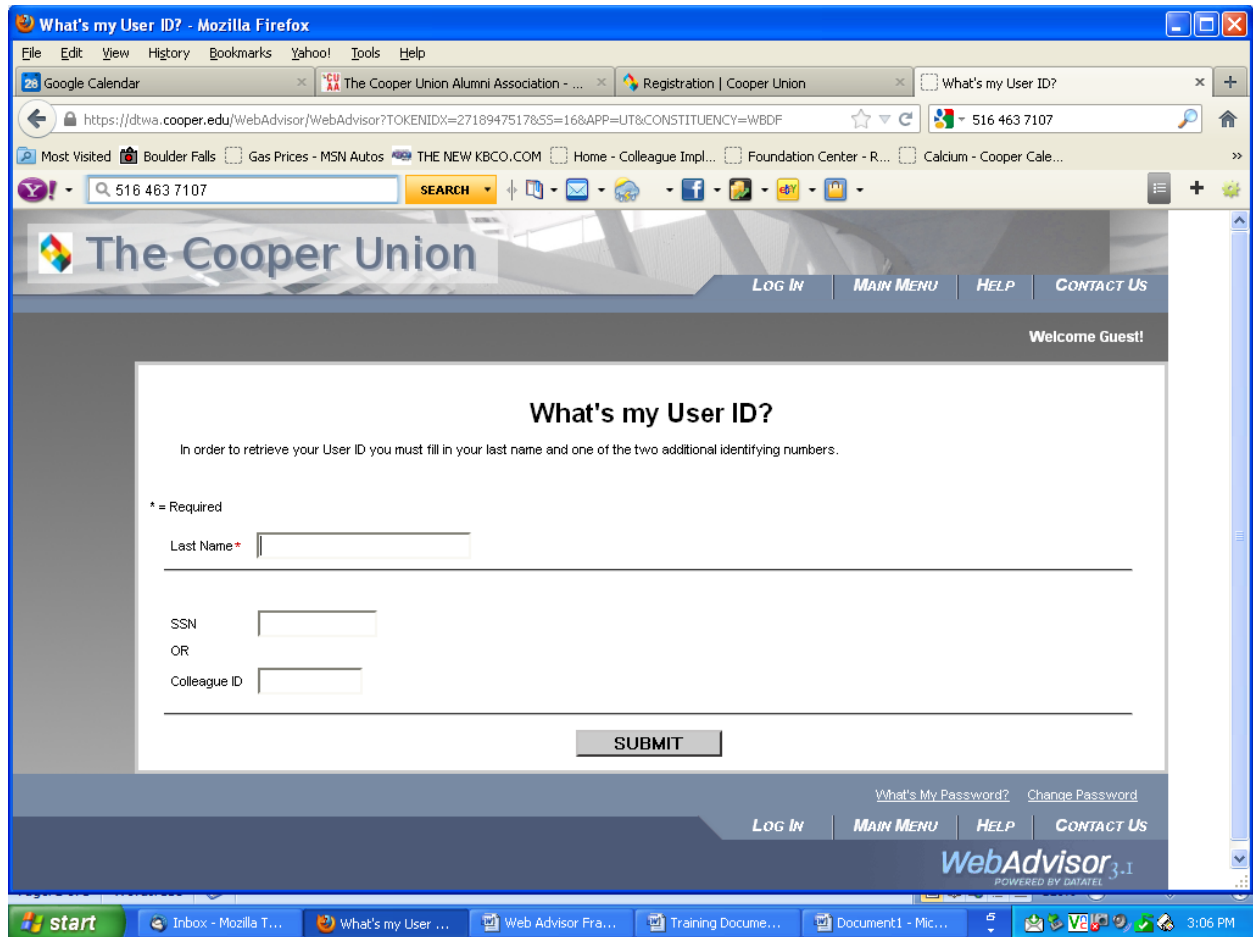 What's my User ID? - Mozilla Firefox
File Edit View History Bookmarks Yahoo! Tools Help
28 Google Calendar The Cooper Union Alumni Association - ... Registration | Cooper Union What's my User ID?
https://dtwa.cooper.edu/WebAdvisor/WebAdvisor?TOKENIDX=2718947517&SS=16&APP=UT&CONSTITUENCY=WBDF 516 463 7107
Most Visited Boulder Falls Gas Prices - MSN Autos THE NEW KBCO.COM Home - Colleague Impl... Foundation Center - R... Calcium - Cooper Cale... »
Y! 516 463 7107 SEARCH
The Cooper Union
LOG IN MAIN MENU HELP CONTACT US
Welcome Guest!
What's my User ID?
In order to retrieve your User ID you must fill in your last name and one of the two additional identifying numbers.
* = Required
Last Name*
SSN
OR
Colleague ID
SUBMIT
What's My Password? Change Password
LOG IN MAIN MENU HELP CONTACT US
WebAdvisor 3.1
POWERED BY DATATEL
start Inbox - Mozilla T... What's my User ... Web Advisor Fra... Training Docume... Document1 - Mic... 5 3:06 PM